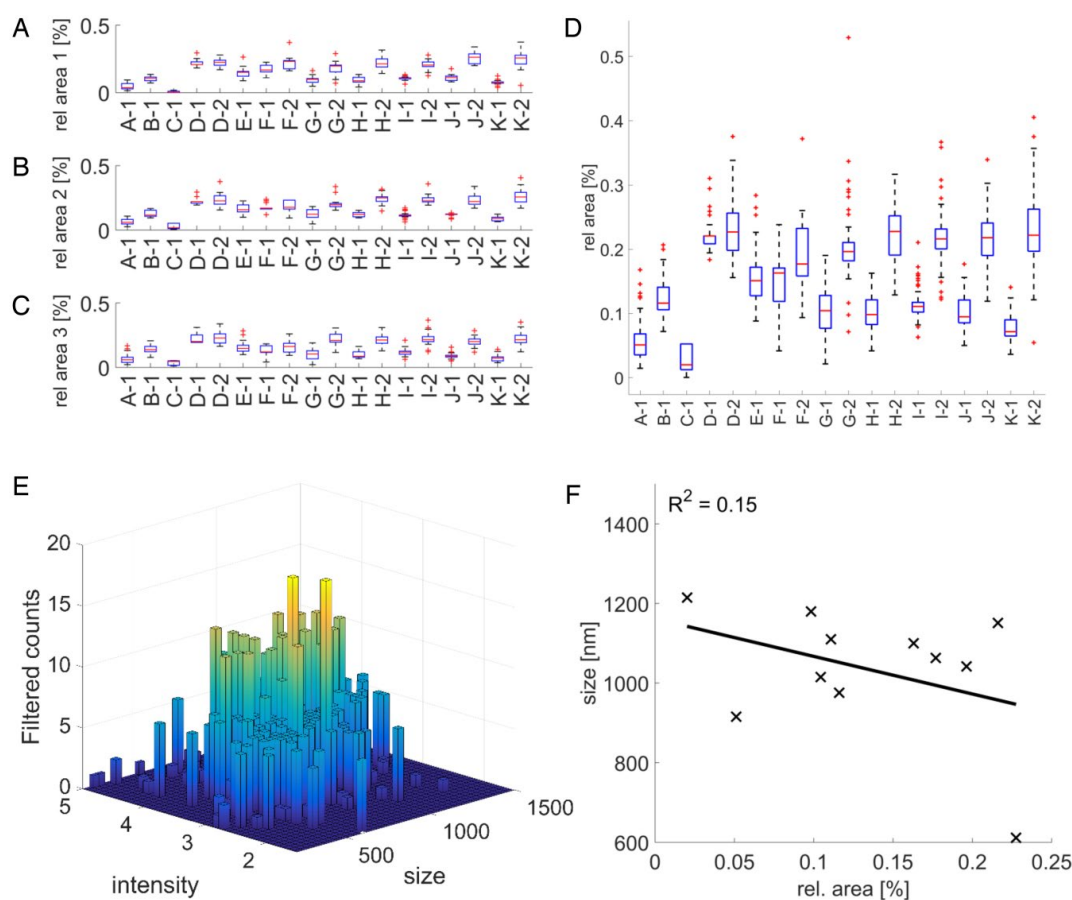 A
rel area 1 [%]
0.5
0
A-1 B-1 C-1 D-1 D-2 E-1 F-1 F-2 G-1 G-2 H-1 H-2 I-1 I-2 J-1 J-2 K-1 K-2
B
rel area 2 [%]
0.5
0
A-1 B-1 C-1 D-1 D-2 E-1 F-1 F-2 G-1 G-2 H-1 H-2 I-1 I-2 J-1 J-2 K-1 K-2
C
rel area 3 [%]
0.5
0
A-1 B-1 C-1 D-1 D-2 E-1 F-1 F-2 G-1 G-2 H-1 H-2 I-1 I-2 J-1 J-2 K-1 K-2
D
rel area [%]
0.5
0.4
0.3
0.2
0.1
0
A-1 B-1 C-1 D-1 D-2 E-1 F-1 F-2 G-1 G-2 H-1 H-2 I-1 I-2 J-1 J-2 K-1 K-2
E
Filtered counts
20
15
10
5
0
5 4 3 2
intensity
500 1000 1500
size
F
R² = 0.15
size [nm]
1400
1200
1000
800
600
0 0.05 0.1 0.15 0.2 0.25
rel. area [%]